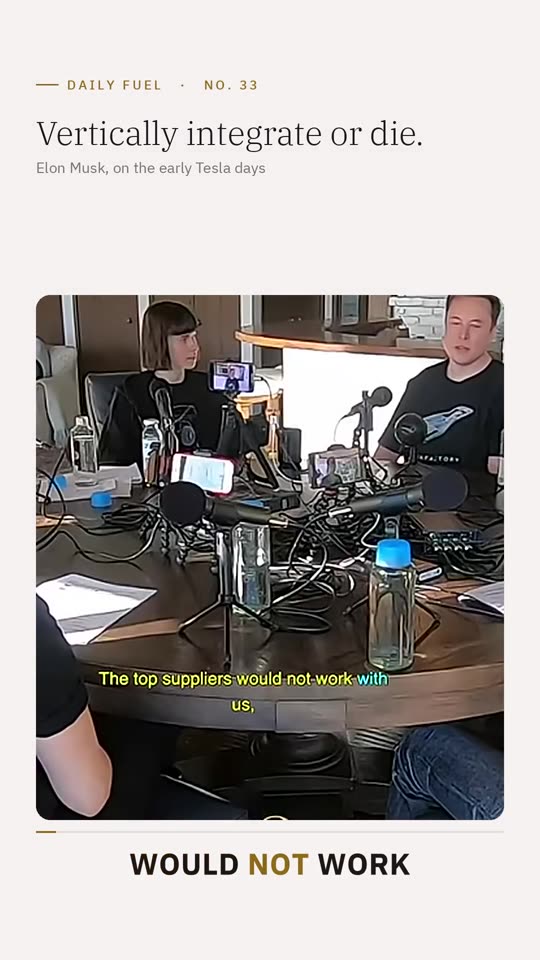 DAILY FUEL · NO. 33
Vertically integrate or die.
Elon Musk, on the early Tesla days
The top suppliers would not work with
us,
WOULD NOT WORK